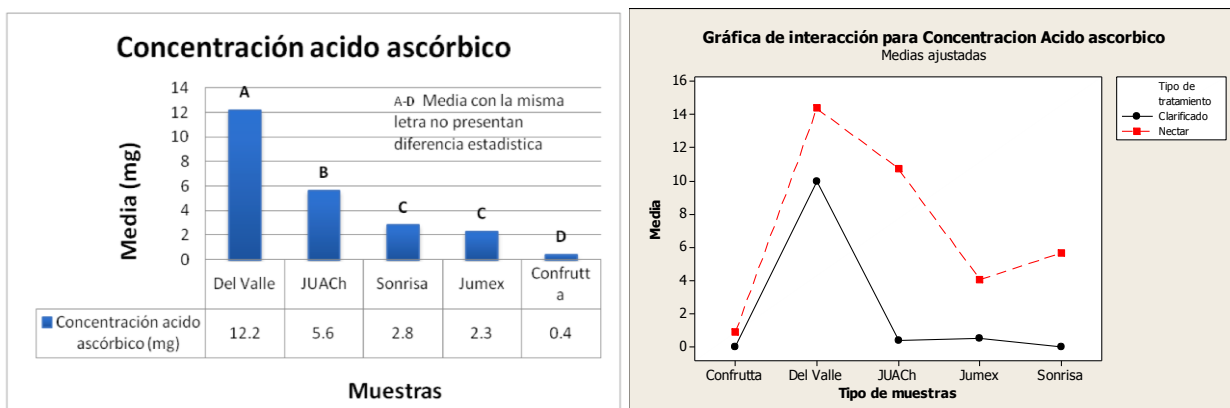 Concentración acido ascórbico
14
12
10
8
6
4
2
0
Media (mg)
A
B
C
C
D
A-D Media con la misma
letra no presentan
diferencia estadistica
Del Valle JUACh Sonrisa Jumex Confrutt
a
Concentración acido
ascórbico (mg)
12.2 5.6 2.8 2.3 0.4
Muestras
Gráfica de interacción para Concentracion Acido ascorbico
Medias ajustadas
16
14
12
10
8
6
4
2
0
Media
Confrutta Del Valle JUACh Jumex Sonrisa
Tipo de muestras
Tipo de
tratamiento
Clarificado
Nectar